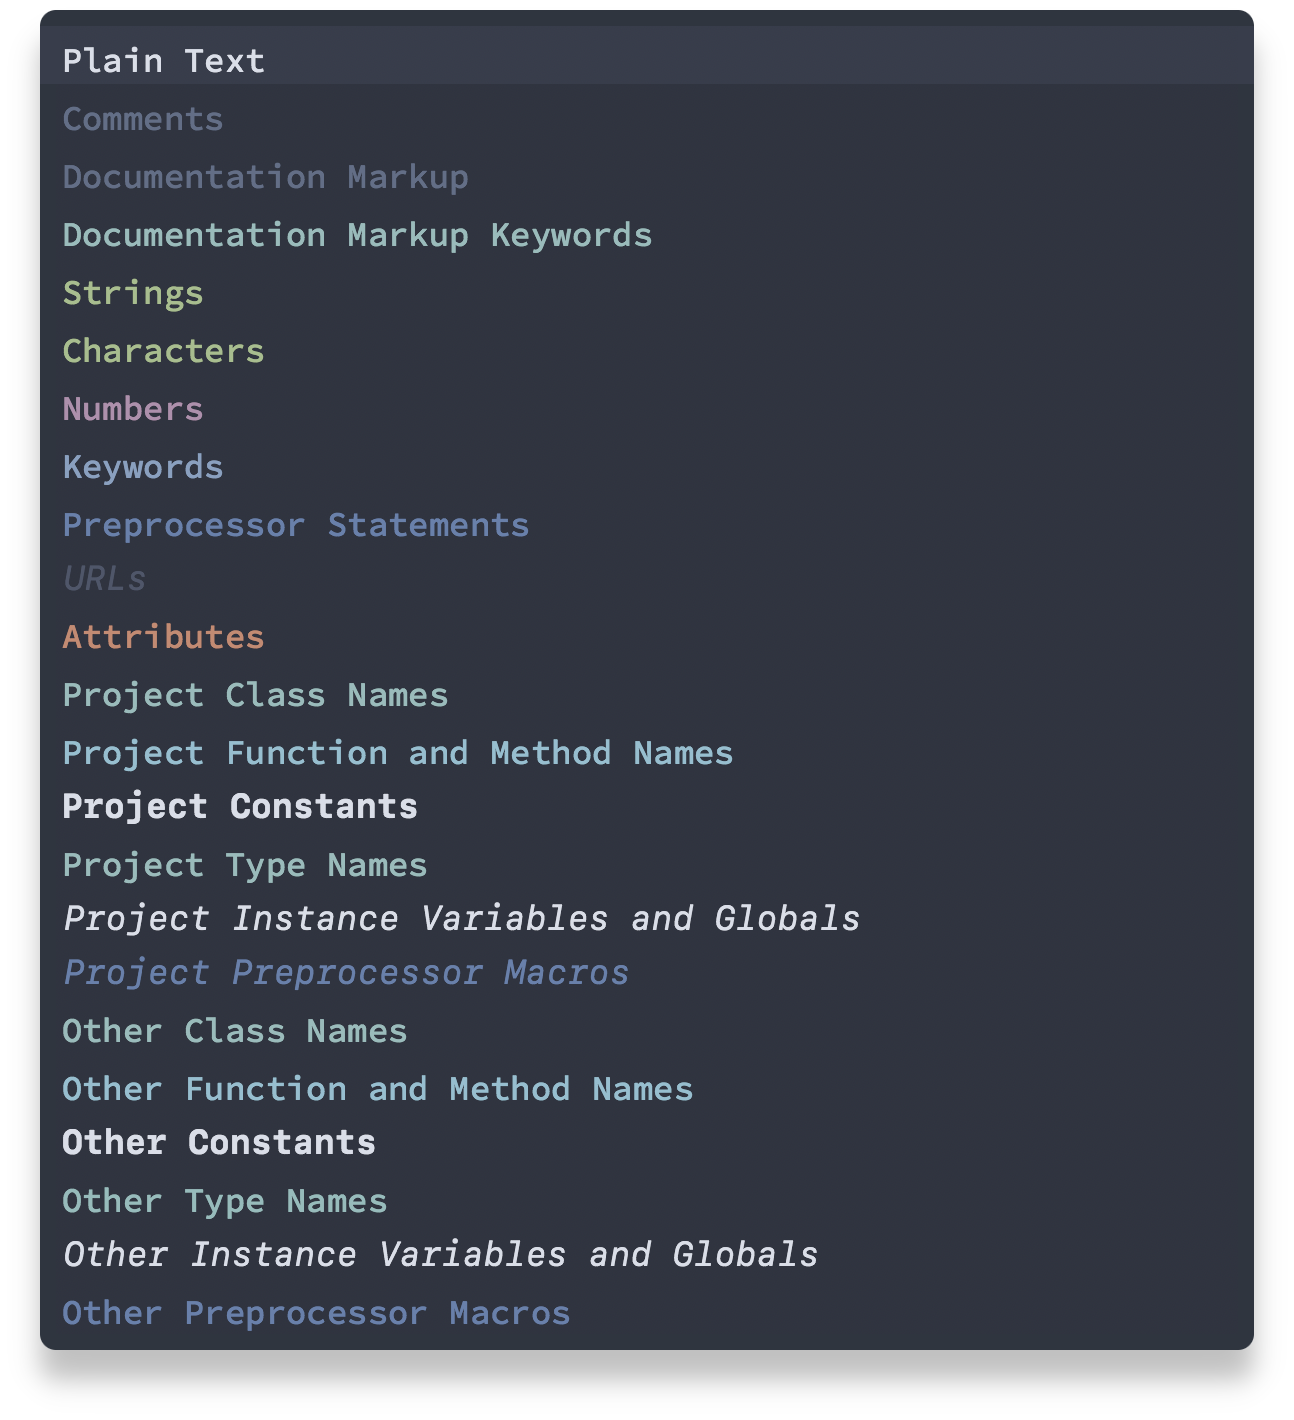 Plain Text
Comments
Documentation Markup
Documentation Markup Keywords
Strings
Characters
Numbers
Keywords
Preprocessor Statements
URLs
Attributes
Project Class Names
Project Function and Method Names
Project Constants
Project Type Names
Project Instance Variables and Globals
Project Preprocessor Macros
Other Class Names
Other Function and Method Names
Other Constants
Other Type Names
Other Instance Variables and Globals
Other Preprocessor Macros